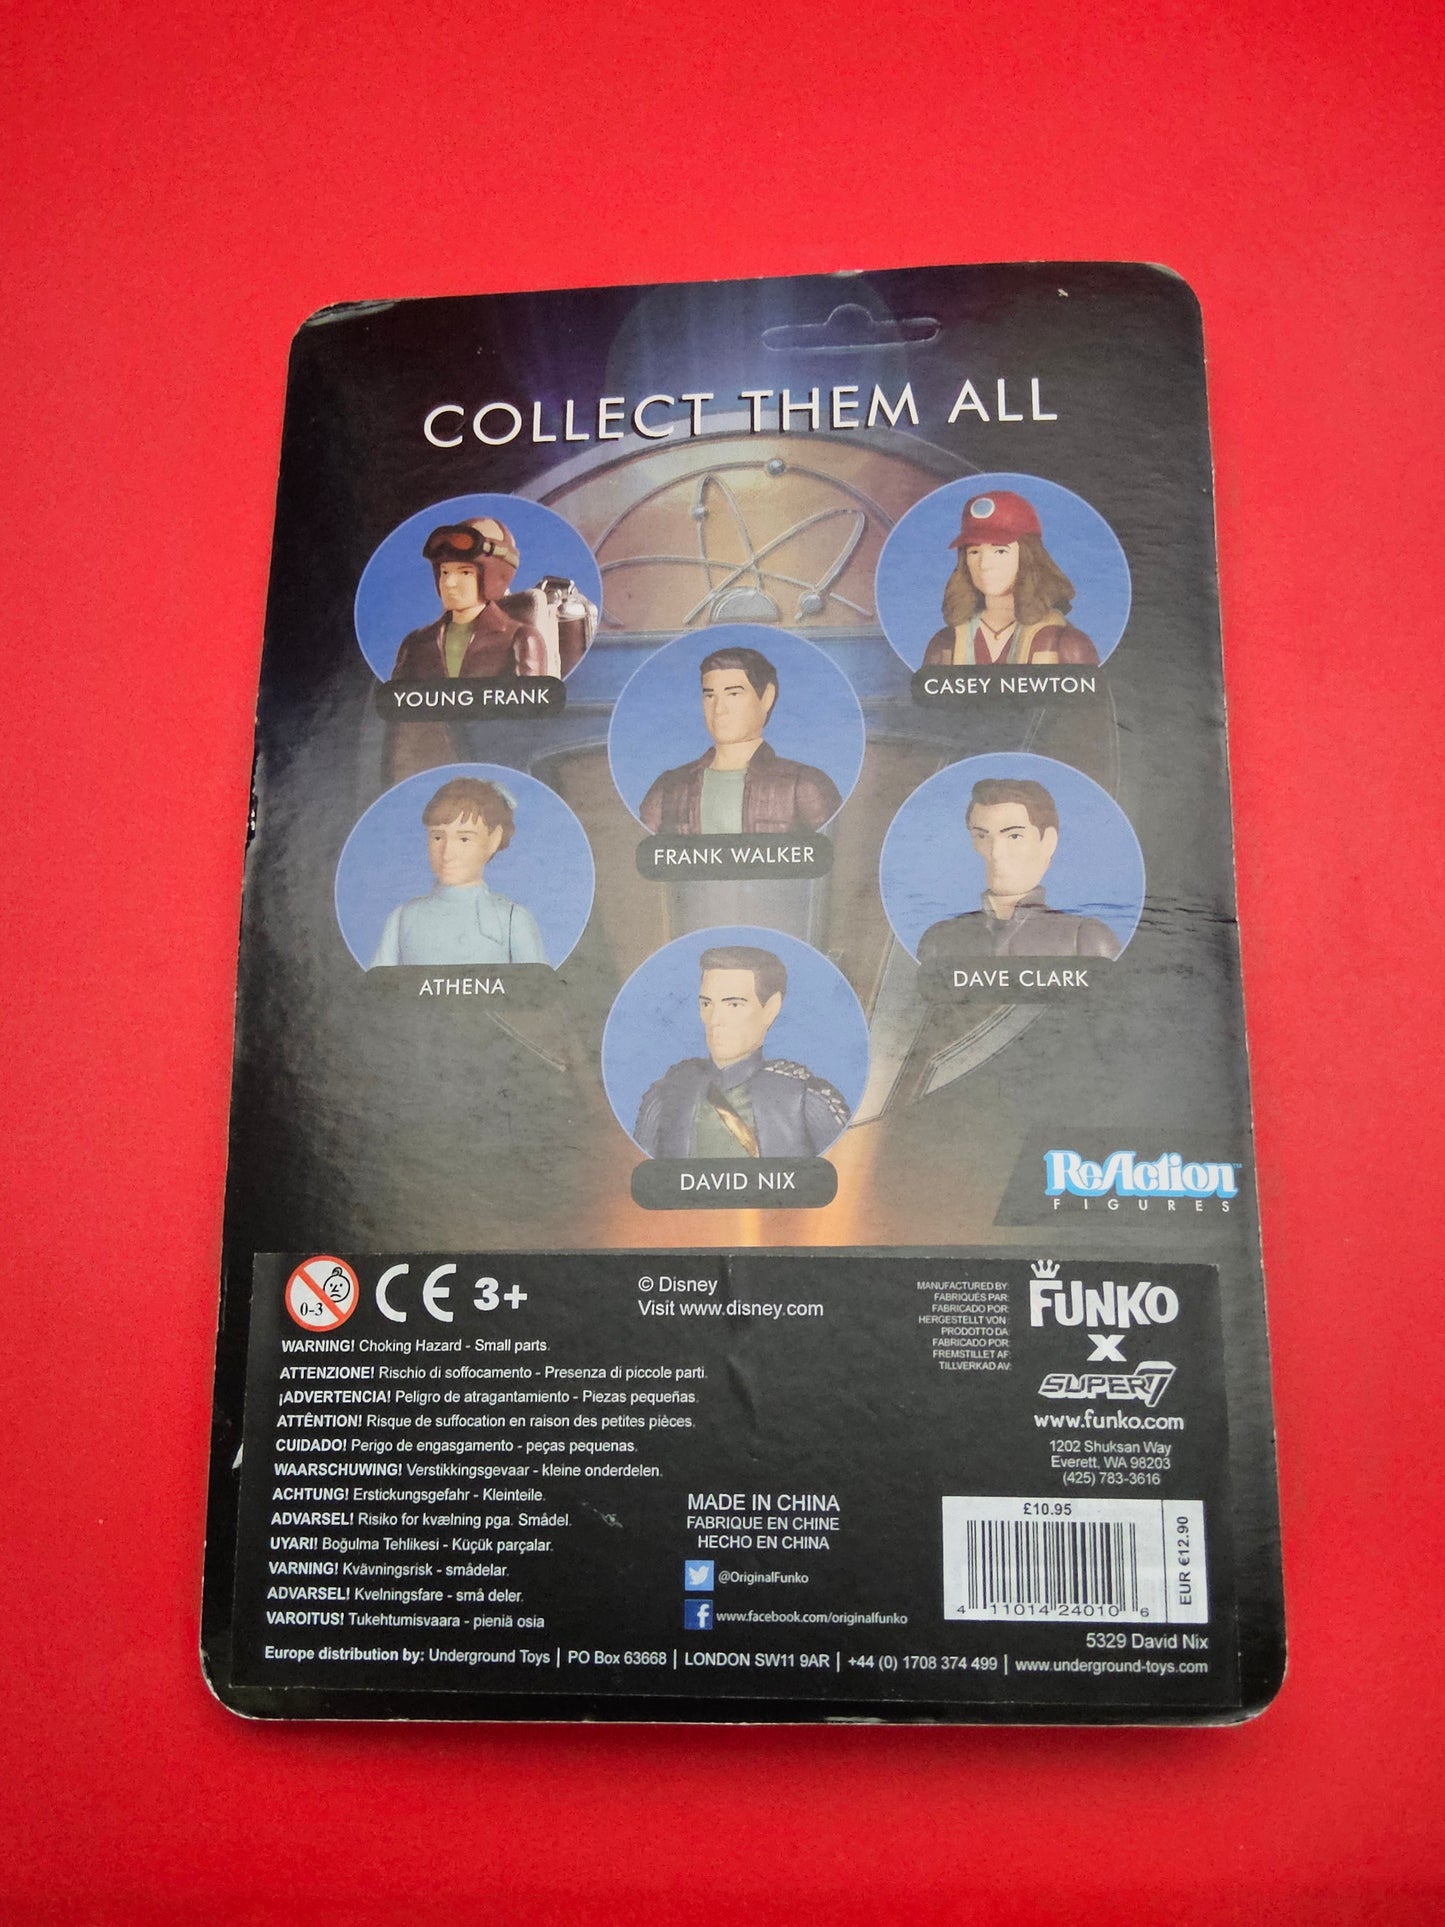 COLLECT THEM ALL
YOUNG FRANK
CASEY NEWTON
FRANK WALKER
ATHENA
DAVE CLARK
DAVID NIX
ReAction™
FIGURES
0-3
CE 3+
© Disney
Visit www.disney.com
MANUFACTURED BY:
FABRIQUÉS PAR:
FABRICADO POR:
HERGESTELLT VON :
PRODOTTO DA:
FABRICADO POR:
FREMSTILLET AF:
TILLVERKAD AV:
FUNKO
X
SUPER7
www.funko.com
1202 Shuksan Way
Everett, WA 98203
(425) 783-3616
WARNING! Choking Hazard - Small parts.
ATTENZIONE! Rischio di soffocamento - Presenza di piccole parti.
¡ADVERTENCIA! Peligro de atragantamiento - Piezas pequeñas.
ATTÊNTION! Risque de suffocation en raison des petites pièces.
CUIDADO! Perigo de engasgamento - peças pequenas.
WAARSCHUWING! Verstikkingsgevaar - kleine onderdelen.
ACHTUNG! Erstickungsgefahr - Kleinteile.
ADVARSEL! Risiko for kvælning pga. Smådel.
UYARI! Boğulma Tehlikesi - Küçük parçalar.
VARNING! Kvävningsrisk - smådelar.
ADVARSEL! Kvelningsfare - små deler.
VAROITUS! Tukehtumisvaara - pieniä osia
MADE IN CHINA
FABRIQUE EN CHINE
HECHO EN CHINA
@OriginalFunko
www.facebook.com/originalfunko
£10.95
EUR €12.90
4 11014 24010 6
5329 David Nix
Europe distribution by: Underground Toys | PO Box 63668 | LONDON SW11 9AR | +44 (0) 1708 374 499 | www.underground-toys.com